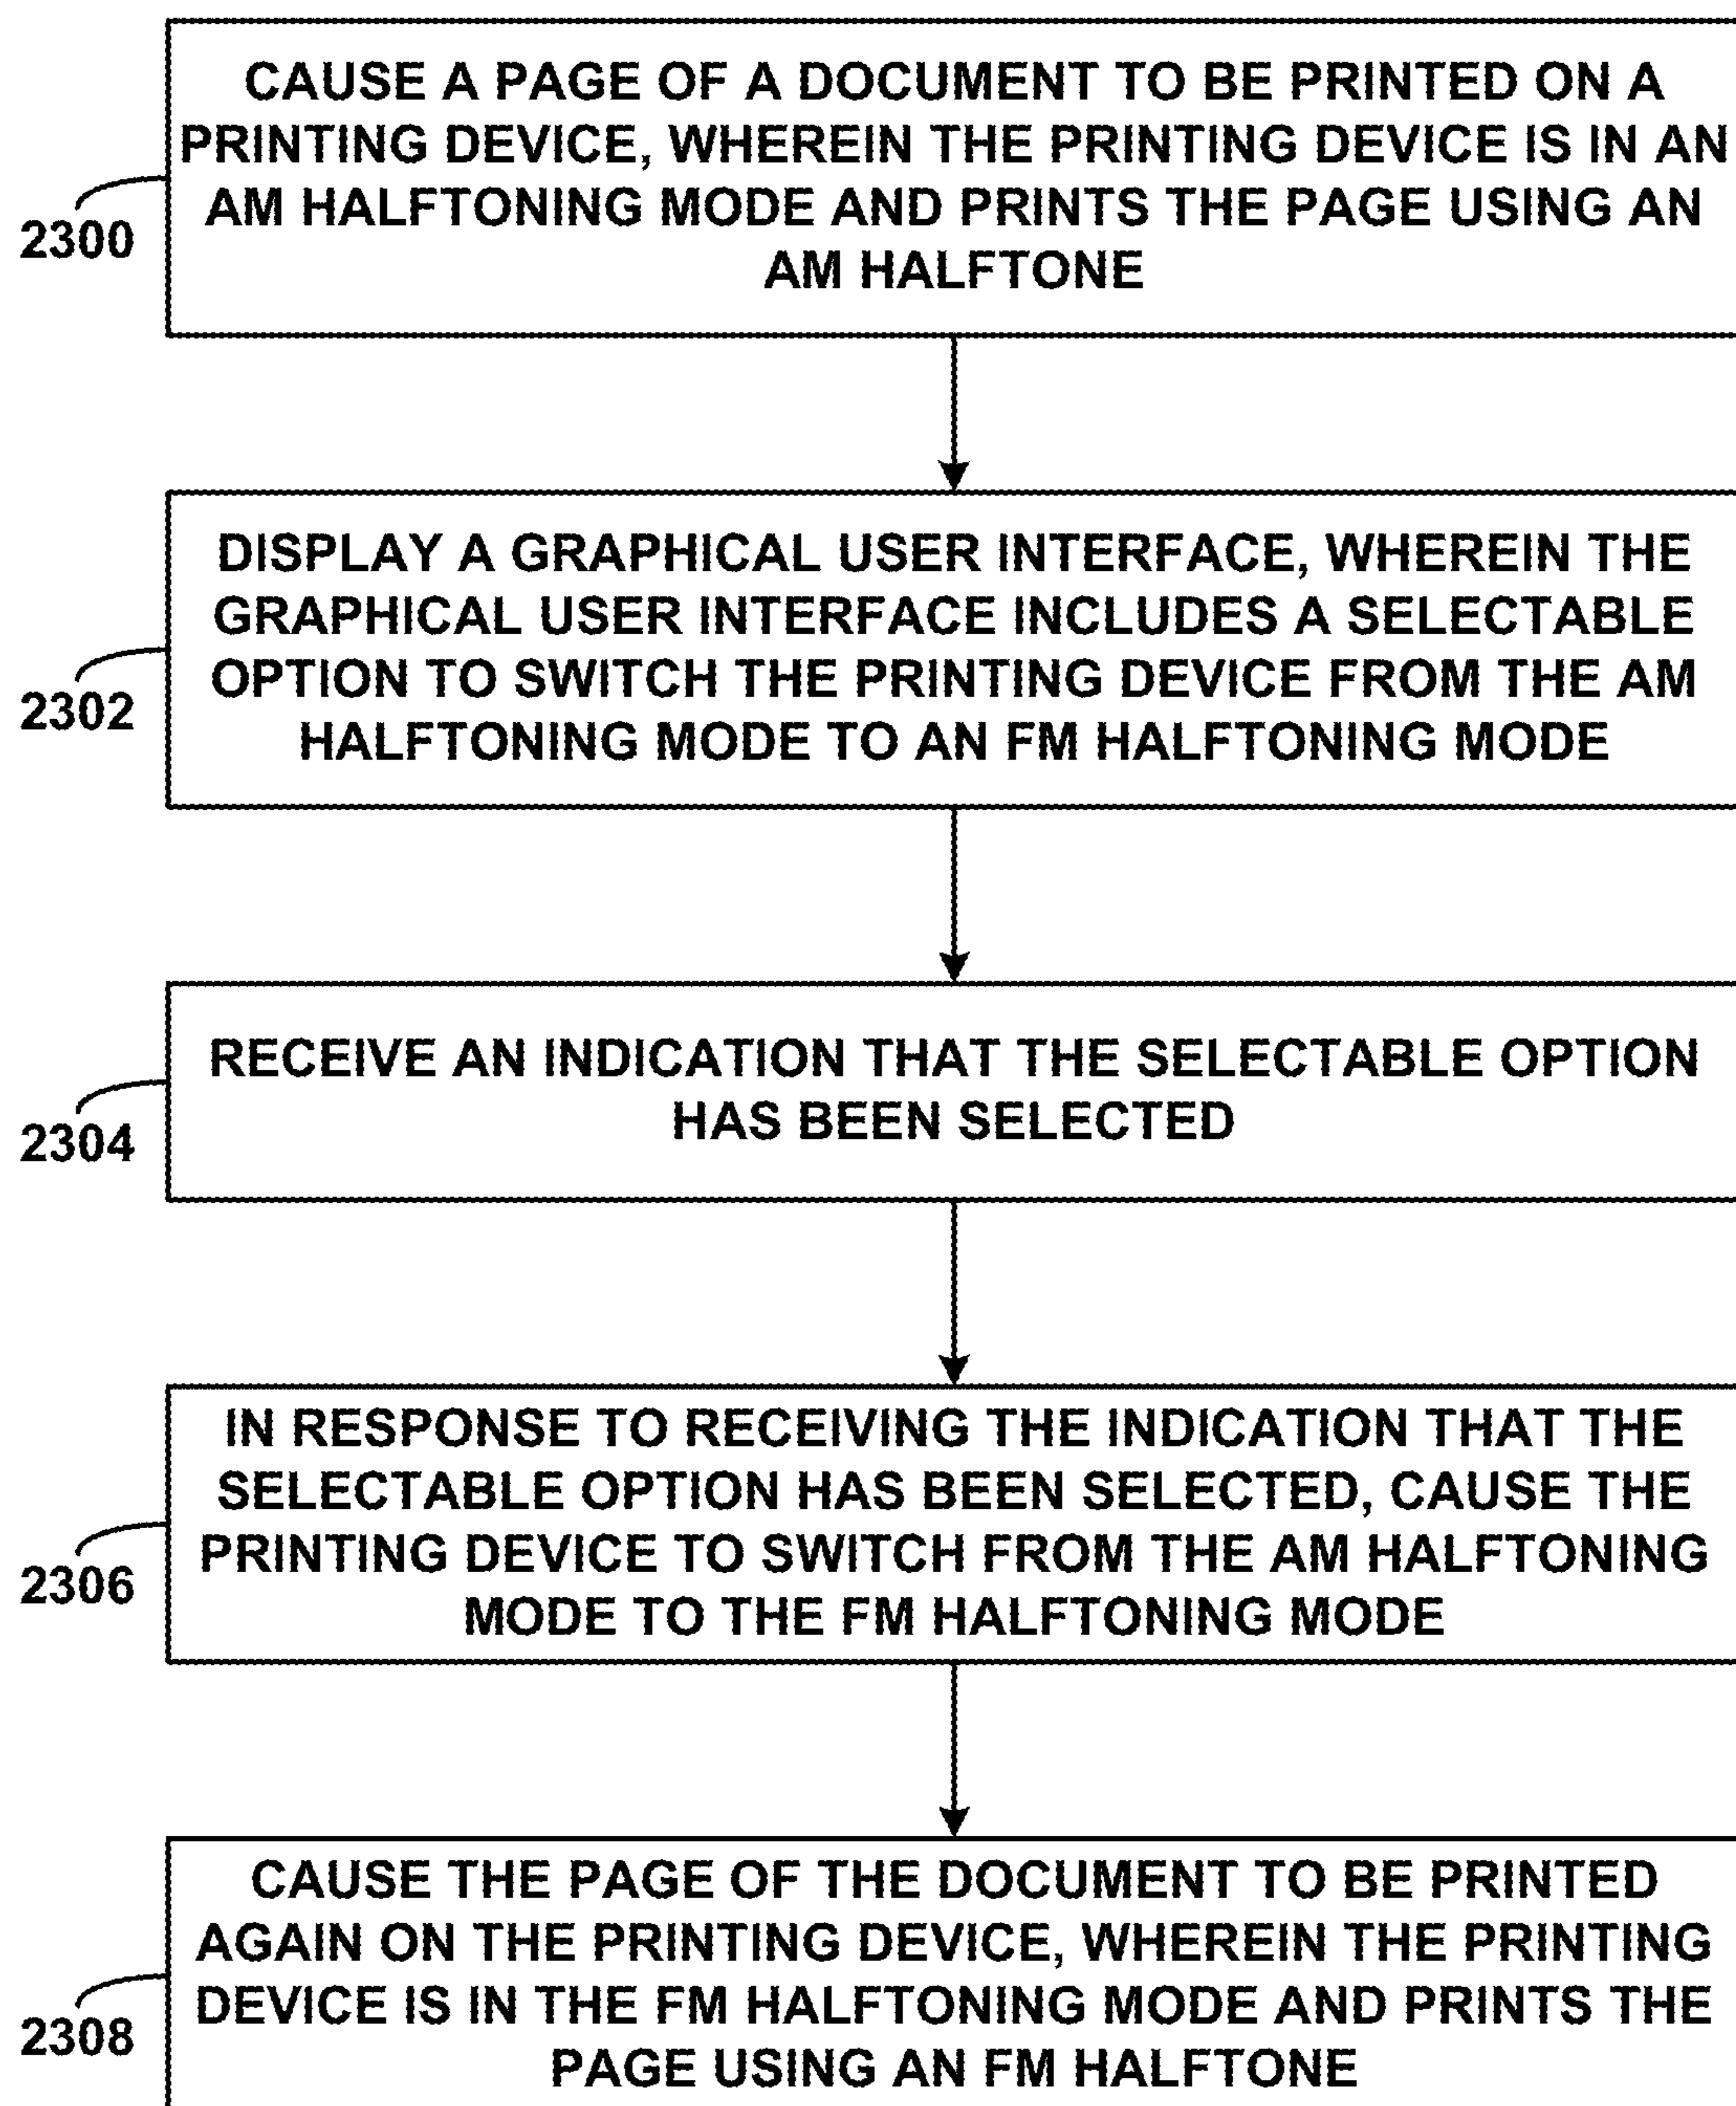 CAUSE A PAGE OF A DOCUMENT TO BE PRINTED ON A
PRINTING DEVICE, WHEREIN THE PRINTING DEVICE IS IN AN
AM HALFTONING MODE AND PRINTS THE PAGE USING AN
AM HALFTONE
2300
DISPLAY A GRAPHICAL USER INTERFACE, WHEREIN THE
GRAPHICAL USER INTERFACE INCLUDES A SELECTABLE
OPTION TO SWITCH THE PRINTING DEVICE FROM THE AM
HALFTONING MODE TO AN FM HALFTONING MODE
2302
RECEIVE AN INDICATION THAT THE SELECTABLE OPTION
HAS BEEN SELECTED
2304
IN RESPONSE TO RECEIVING THE INDICATION THAT THE
SELECTABLE OPTION HAS BEEN SELECTED, CAUSE THE
PRINTING DEVICE TO SWITCH FROM THE AM HALFTONING
MODE TO THE FM HALFTONING MODE
2306
CAUSE THE PAGE OF THE DOCUMENT TO BE PRINTED
AGAIN ON THE PRINTING DEVICE, WHEREIN THE PRINTING
DEVICE IS IN THE FM HALFTONING MODE AND PRINTS THE
PAGE USING AN FM HALFTONE
2308